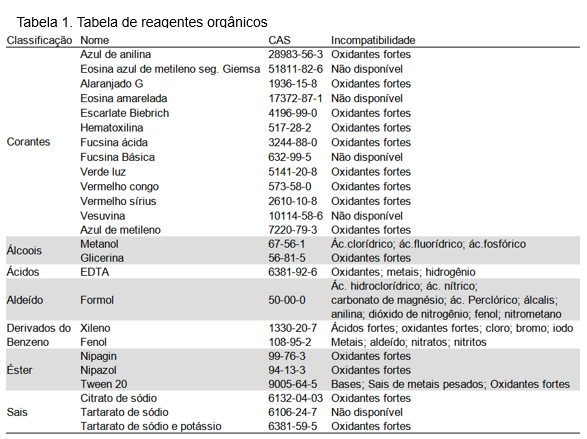 Tabela 1. Tabela de reagentes orgânicos
Classificação Nome CAS Incompatibilidade
Azul de anilina 28983-56-3 Oxidantes fortes
Eosina azul de metileno seg. Giemsa 51811-82-6 Não disponível
Alaranjado G 1936-15-8 Oxidantes fortes
Eosina amarelada 17372-87-1 Não disponível
Escarlate Biebrich 4196-99-0 Oxidantes fortes
Hematoxilina 517-28-2 Oxidantes fortes
Corantes Fucsina ácida 3244-88-0 Oxidantes fortes
Fucsina Básica 632-99-5 Não disponível
Verde luz 5141-20-8 Oxidantes fortes
Vermelho congo 573-58-0 Oxidantes fortes
Vermelho sírius 2610-10-8 Oxidantes fortes
Vesuvina 10114-58-6 Não disponível
Azul de metileno 7220-79-3 Oxidantes fortes
Álcoois Metanol 67-56-1 Ác.clorídrico; ác.fluorídrico; ác.fosfórico
Glicerina 56-81-5 Oxidantes fortes
Ácidos EDTA 6381-92-6 Oxidantes; metais; hidrogênio
Ác. hidroclorídrico; ác. nítrico;
Aldeído Formol 50-00-0 carbonato de magnésio; ác. Perclórico; álcalis;
anilina; dióxido de nitrogênio; fenol; nitrometano
Derivados do Xileno 1330-20-7 Ácidos fortes; oxidantes fortes; cloro; bromo; iodo
Benzeno Fenol 108-95-2 Metais; aldeído; nitratos; nitritos
Nipagin 99-76-3 Oxidantes fortes
Éster Nipazol 94-13-3 Oxidantes fortes
Tween 20 9005-64-5 Bases; Sais de metais pesados; Oxidantes fortes
Citrato de sódio 6132-04-03 Oxidantes fortes
Sais Tartarato de sódio 6106-24-7 Não disponível
Tartarato de sódio e potássio 6381-59-5 Oxidantes fortes